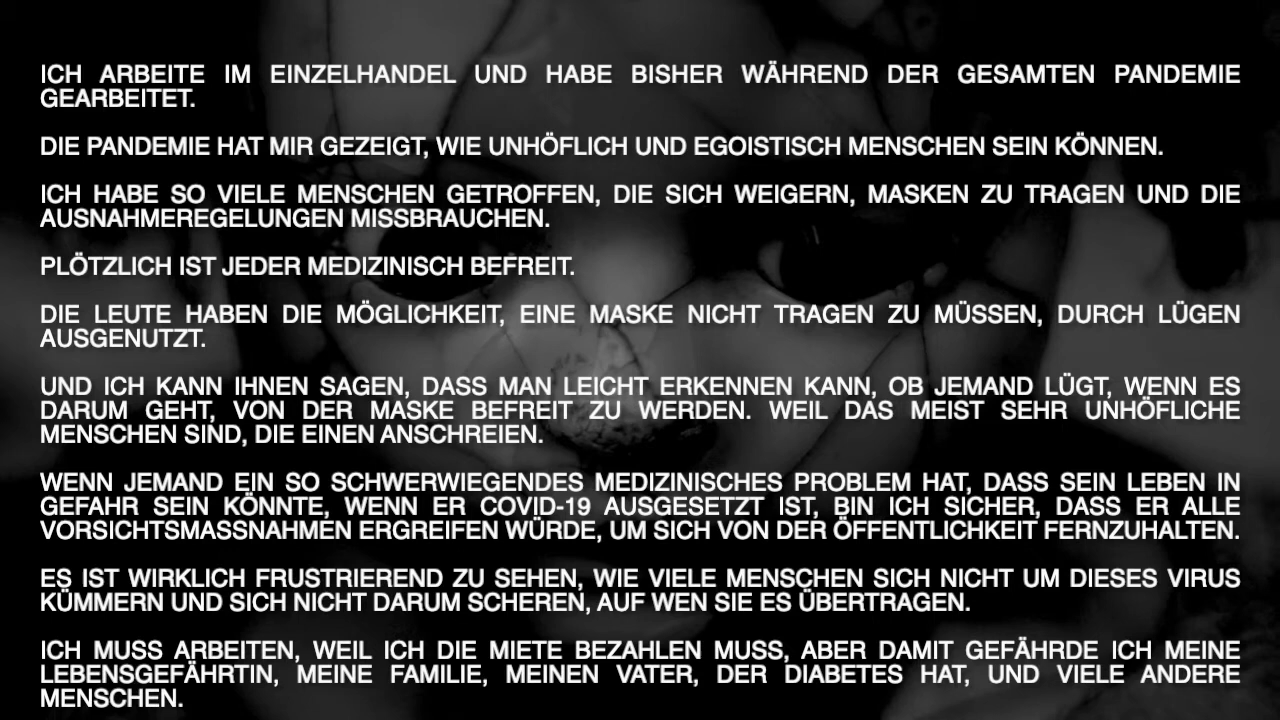 ICH ARBEITE IM EINZELHANDEL UND HABE BISHER WÄHREND DER GESAMTEN PANDEMIE
GEARBEITET.
DIE PANDEMIE HAT MIR GEZEIGT, WIE UNHÖFLICH UND EGOISTISCH MENSCHEN SEIN KÖNNEN.
ICH HABE SO VIELE MENSCHEN GETROFFEN, DIE SICH WEIGERN, MASKEN ZU TRAGEN UND DIE
AUSNAHMEREGELUNGEN MISSBRAUCHEN.
PLÖTZLICH IST JEDER MEDIZINISCH BEFREIT.
DIE LEUTE HABEN DIE MÖGLICHKEIT, EINE MASKE NICHT TRAGEN ZU MÜSSEN, DURCH LÜGEN
AUSGENUTZT.
UND ICH KANN IHNEN SAGEN, DASS MAN LEICHT ERKENNEN KANN, OB JEMAND LÜGT, WENN ES
DARUM GEHT, VON DER MASKE BEFREIT ZU WERDEN. WEIL DAS MEIST SEHR UNHÖFLICHE
MENSCHEN SIND, DIE EINEN ANSCHREIEN.
WENN JEMAND EIN SO SCHWERWIEGENDES MEDIZINISCHES PROBLEM HAT, DASS SEIN LEBEN IN
GEFAHR SEIN KÖNNTE, WENN ER COVID-19 AUSGESETZT IST, BIN ICH SICHER, DASS ER ALLE
VORSICHTSMASSNAHMEN ERGREIFEN WÜRDE, UM SICH VON DER ÖFFENTLICHKEIT FERNZUHALTEN.
ES IST WIRKLICH FRUSTRIEREND ZU SEHEN, WIE VIELE MENSCHEN SICH NICHT UM DIESES VIRUS
KÜMMERN UND SICH NICHT DARUM SCHEREN, AUF WEN SIE ES ÜBERTRAGEN.
ICH MUSS ARBEITEN, WEIL ICH DIE MIETE BEZAHLEN MUSS, ABER DAMIT GEFÄHRDE ICH MEINE
LEBENSGEFÄHRTIN, MEINE FAMILIE, MEINEN VATER, DER DIABETES HAT, UND VIELE ANDERE
MENSCHEN.